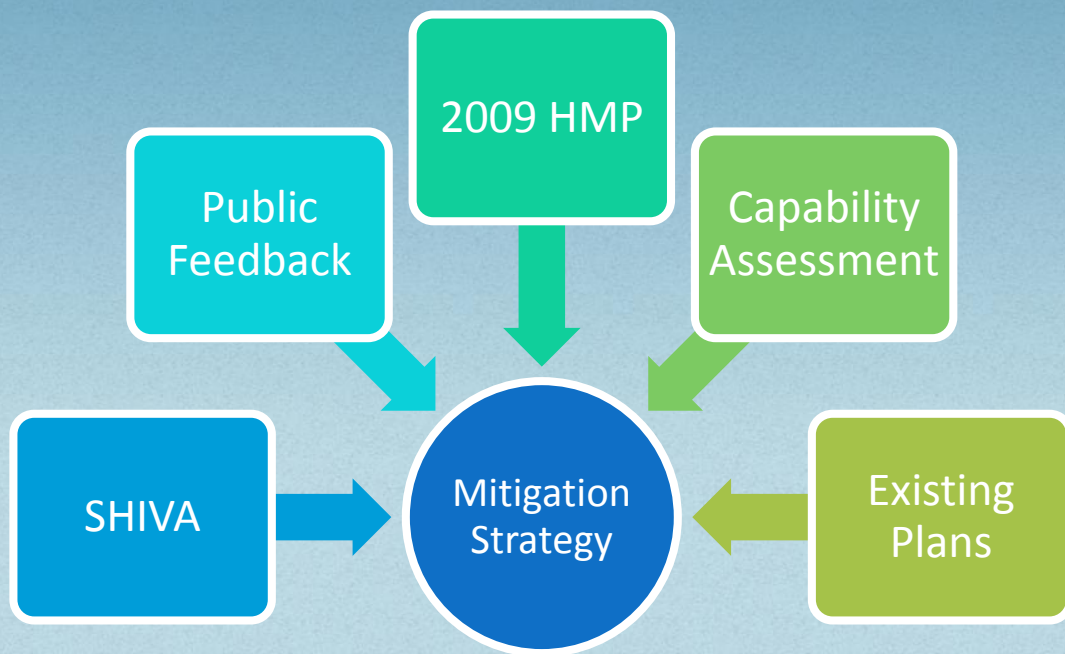 2009 HMP
Public
Feedback
Capability
Assessment
SHIVA
Mitigation
Strategy
Existing
Plans